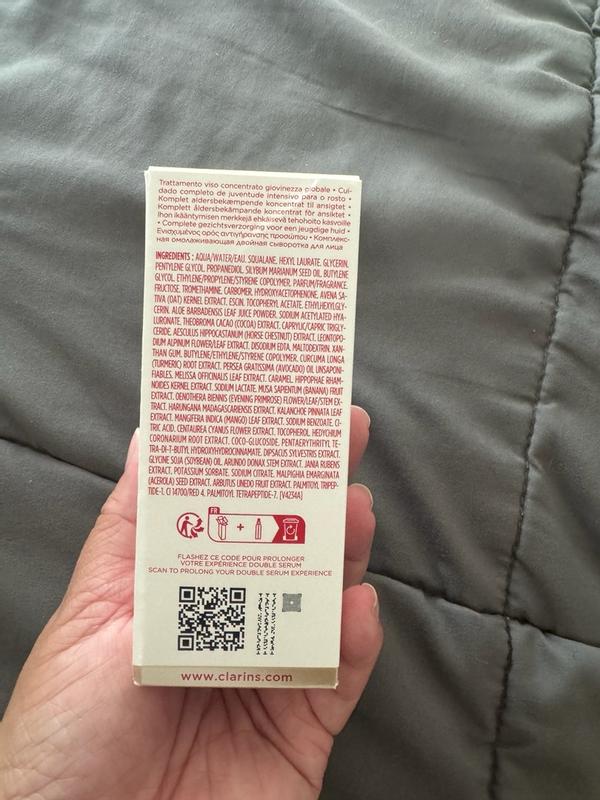 Trattamento viso concentrato giovinezza globale • Cui-
dado completo de juventude intensivo para o rosto •
Komplet aldersbekæmpende koncentrat til ansigtet •
Komplett åldersbekämpande koncentrat för ansiktet •
Ihon ikääntymisen merkkejä ehkäisevä tehohoito kasvoille
• Complete gezichtsverzorging voor een jeugdige huid •
Ενισχυμένος ορός αντιγήρανσης προσώπου • Комплекс-
ная омолаживающая двойная сыворотка для лица
INGREDIENTS : AQUA/WATER/EAU. SQUALANE. HEXYL LAURATE. GLYCERIN.
PENTYLENE GLYCOL. PROPANEDIOL. SILYBUM MARIANUM SEED OIL. BUTYLENE
GLYCOL. ETHYLENE/PROPYLENE/STYRENE COPOLYMER. PARFUM/FRAGRANCE.
FRUCTOSE. TROMETHAMINE. CARBOMER. HYDROXYACETOPHENONE. AVENA SA-
TIVA (OAT) KERNEL EXTRACT. ESCIN. TOCOPHERYL ACETATE. ETHYLHEXYLGLY-
CERIN. ALOE BARBADENSIS LEAF JUICE POWDER. SODIUM ACETYLATED HYA-
LURONATE. THEOBROMA CACAO (COCOA) EXTRACT. CAPRYLIC/CAPRIC TRIGLY-
CERIDE. AESCULUS HIPPOCASTANUM (HORSE CHESTNUT) EXTRACT. LEONTOPO-
DIUM ALPINUM FLOWER/LEAF EXTRACT. DISODIUM EDTA. MALTODEXTRIN. XAN-
THAN GUM. BUTYLENE/ETHYLENE/STYRENE COPOLYMER. CURCUMA LONGA
(TURMERIC) ROOT EXTRACT. PERSEA GRATISSIMA (AVOCADO) OIL UNSAPONI-
FIABLES. MELISSA OFFICINALIS LEAF EXTRACT. CARAMEL. HIPPOPHAE RHAM-
NOIDES KERNEL EXTRACT. SODIUM LACTATE. MUSA SAPIENTUM (BANANA) FRUIT
EXTRACT. OENOTHERA BIENNIS (EVENING PRIMROSE) FLOWER/LEAF/STEM EX-
TRACT. HARUNGANA MADAGASCARIENSIS EXTRACT. KALANCHOE PINNATA LEAF
EXTRACT. MANGIFERA INDICA (MANGO) LEAF EXTRACT. SODIUM BENZOATE. CI-
TRIC ACID. CENTAUREA CYANUS FLOWER EXTRACT. TOCOPHEROL. HEDYCHIUM
CORONARIUM ROOT EXTRACT. COCO-GLUCOSIDE. PENTAERYTHRITYL TE-
TRA-DI-T-BUTYL HYDROXYHYDROCINNAMATE. DIPSACUS SYLVESTRIS EXTRACT.
GLYCINE SOJA (SOYBEAN) OIL. ARUNDO DONAX STEM EXTRACT. JANIA RUBENS
EXTRACT. POTASSIUM SORBATE. SODIUM CITRATE. MALPIGHIA EMARGINATA
(ACEROLA) SEED EXTRACT. ARBUTUS UNEDO FRUIT EXTRACT. PALMITOYL TRIPEP-
TIDE-1. CI 14700/RED 4. PALMITOYL TETRAPEPTIDE-7. [V4234A]
FR
+
FLASHEZ CE CODE POUR PROLONGER
VOTRE EXPÉRIENCE DOUBLE SERUM
SCAN TO PROLONG YOUR DOUBLE SERUM EXPERIENCE
www.clarins.com